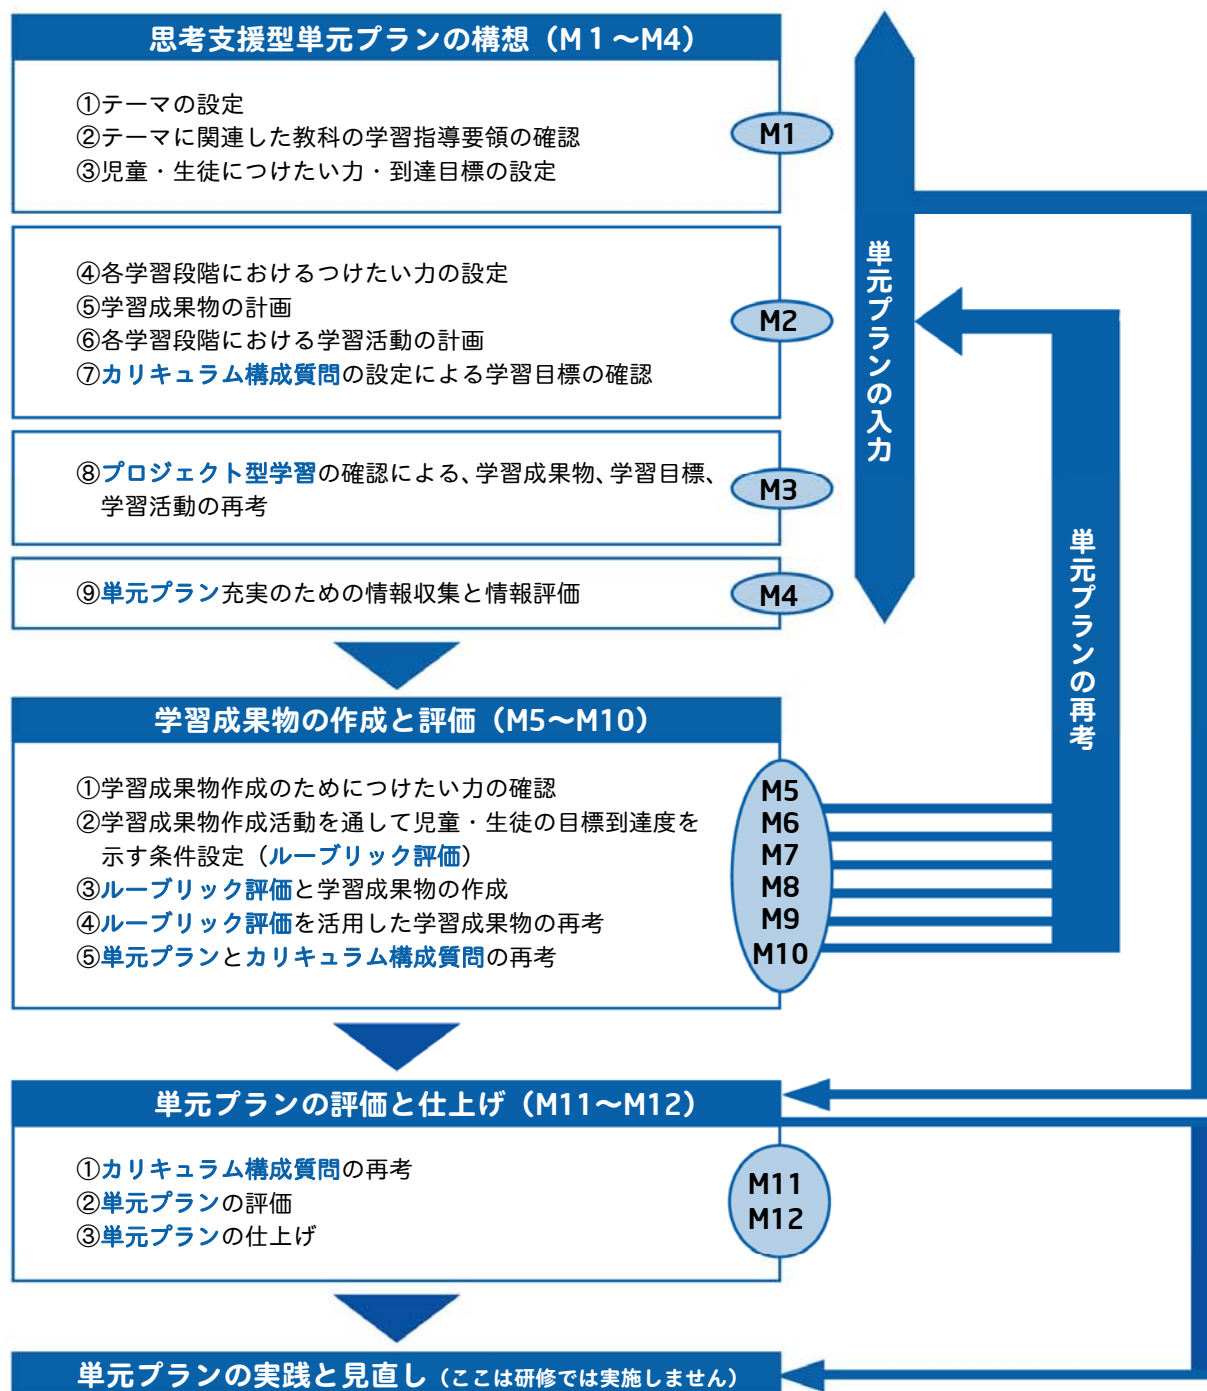 思考支援型単元プランの構想（M１～M4）
①テーマの設定
②テーマに関連した教科の学習指導要領の確認
③児童・生徒につけたい力・到達目標の設定
M1
④各学習段階におけるつけたい力の設定
⑤学習成果物の計画
⑥各学習段階における学習活動の計画
⑦カリキュラム構成質問の設定による学習目標の確認
M2
⑧プロジェクト型学習の確認による、学習成果物、学習目標、
学習活動の再考
M3
⑨単元プラン充実のための情報収集と情報評価
M4
単元プランの入力
単元プランの再考
学習成果物の作成と評価（M5～M10）
①学習成果物作成のためにつけたい力の確認
②学習成果物作成活動を通して児童・生徒の目標到達度を
示す条件設定（ルーブリック評価）
③ルーブリック評価と学習成果物の作成
④ルーブリック評価を活用した学習成果物の再考
⑤単元プランとカリキュラム構成質問の再考
M5
M6
M7
M8
M9
M10
単元プランの評価と仕上げ（M11～M12）
①カリキュラム構成質問の再考
②単元プランの評価
③単元プランの仕上げ
M11
M12
単元プランの実践と見直し（ここは研修では実施しません）